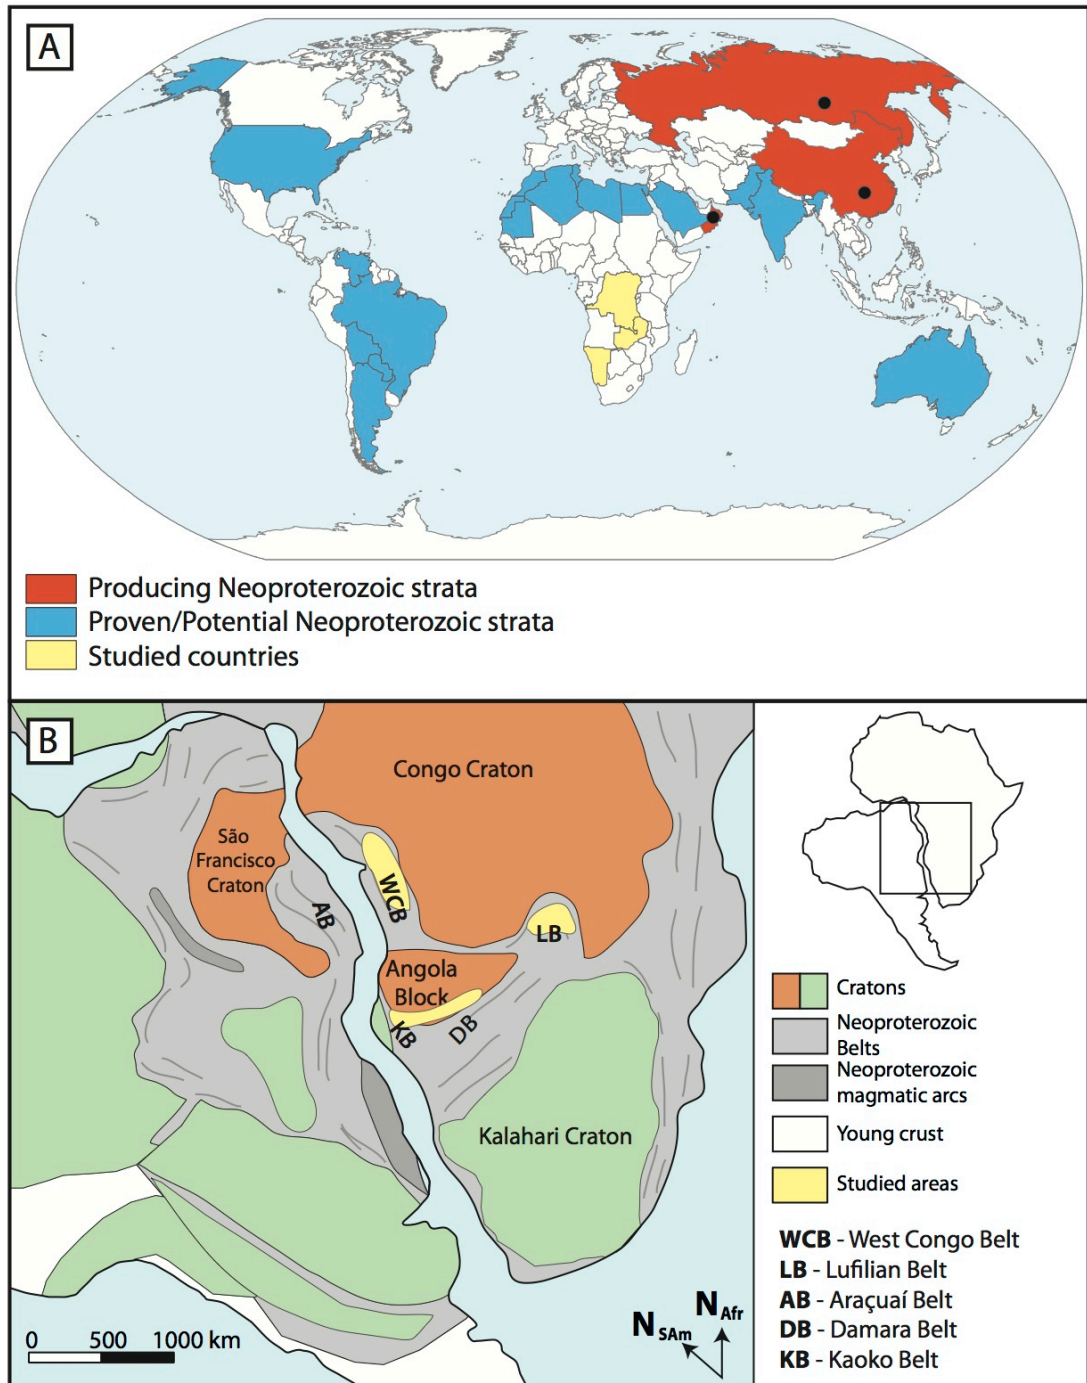 A
Producing Neoproterozoic strata
Proven/Potential Neoproterozoic strata
Studied countries
B
Congo Craton
São
Francisco
Craton
WCB
AB
LB
Angola
Block
KB
DB
Kalahari Craton
0 500 1000 km
N SAm
N Afr
Cratons
Neoproterozoic
Belts
Neoproterozoic
magmatic arcs
Young crust
Studied areas
WCB - West Congo Belt
LB - Lufilian Belt
AB - Araçuaí Belt
DB - Damara Belt
KB - Kaoko Belt